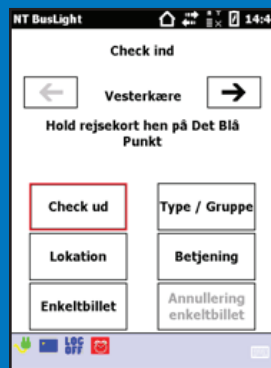 NT BusLight 14:4
Check ind
Vesterkære
Hold rejsekort hen på Det Blå
Punkt
Check ud Type / Gruppe
Lokation Betjening
Enkeltbillet Annullering
enkeltbillet
LOG
OFF